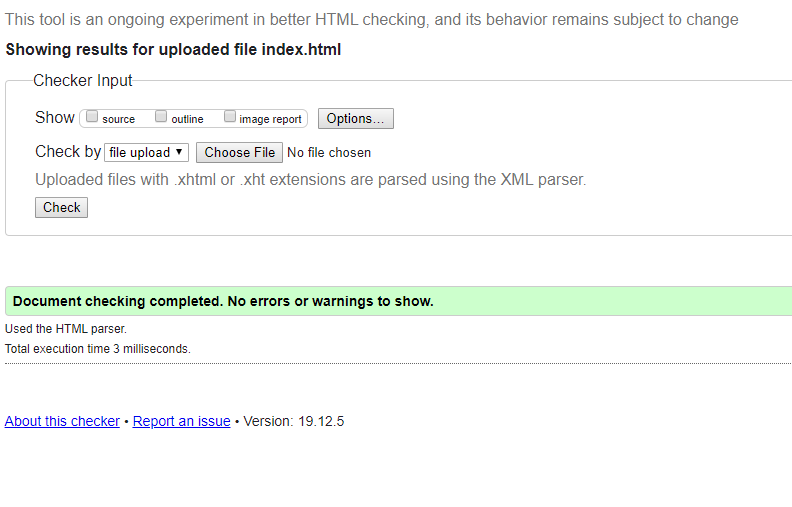 This tool is an ongoing experiment in better HTML checking, and its behavior remains subject to change
Showing results for uploaded file index.html
Checker Input
Show source outline image report Options...
Check by file upload Choose File No file chosen
Uploaded files with .xhtml or .xht extensions are parsed using the XML parser.
Check
Document checking completed. No errors or warnings to show.
Used the HTML parser.
Total execution time 3 milliseconds.
About this checker • Report an issue • Version: 19.12.5